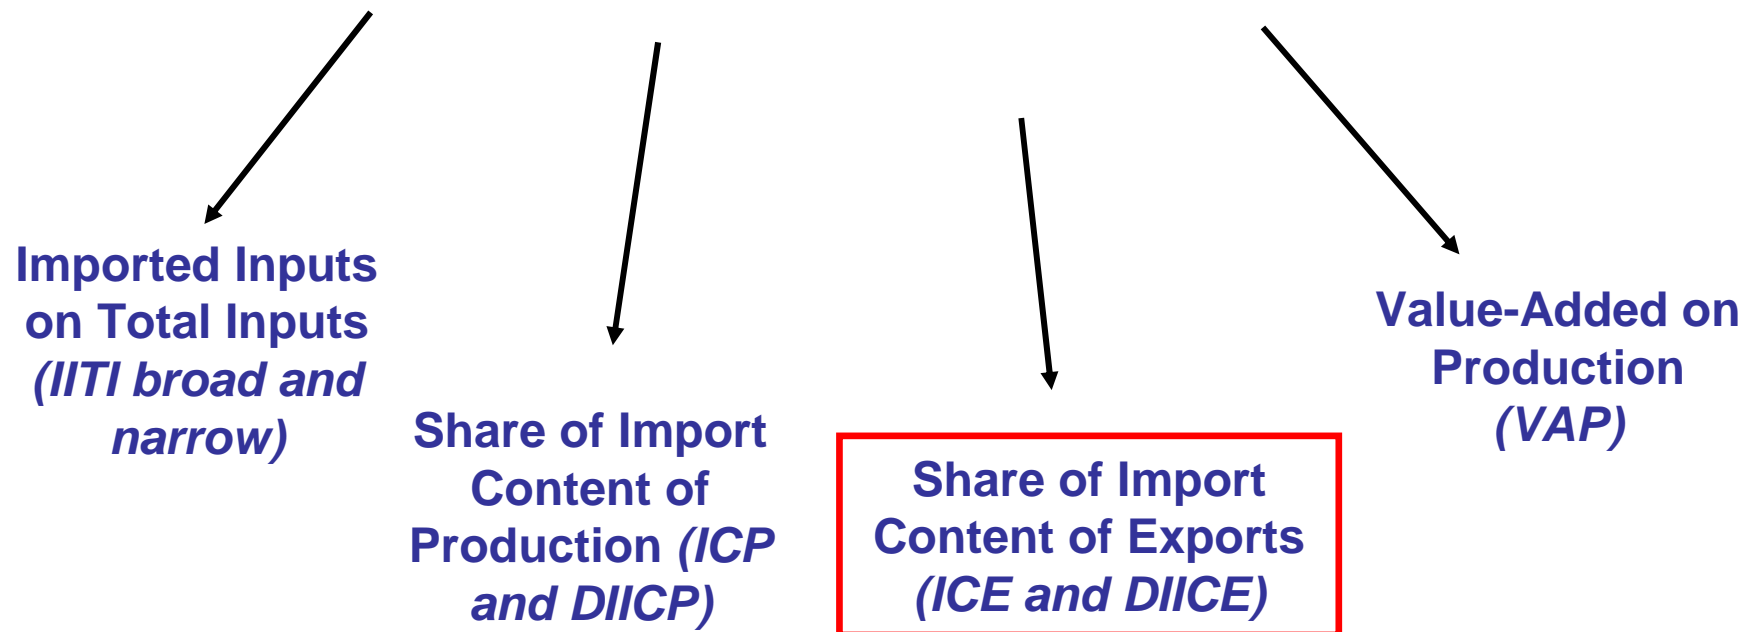 Imported Inputs
on Total Inputs
(IITI broad and
narrow)
Share of Import
Content of
Production (ICP
and DIICP)
Share of Import
Content of Exports
(ICE and DIICE)
Value-Added on
Production
(VAP)